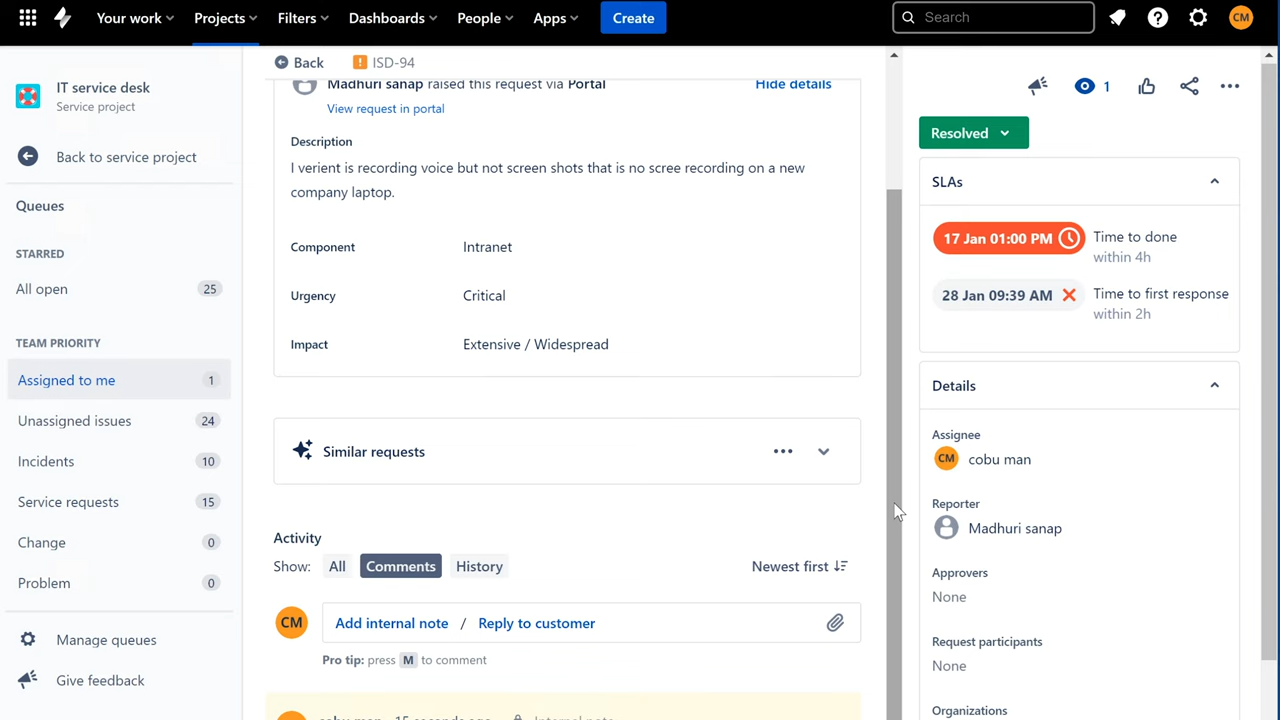 Your work
Projects
Filters
Dashboards
People
Apps
Create
Search
CM
IT service desk
Service project
Back to service project
Queues
STARRED
All open 25
TEAM PRIORITY
Assigned to me 1
Unassigned issues 24
Incidents 10
Service requests 15
Change 0
Problem 0
Manage queues
Give feedback
Back
ISD-94
Madhuri sanap raised this request via Portal
Hide details
View request in portal
Description
I verient is recording voice but not screen shots that is no scree recording on a new
company laptop.
Component Intranet
Urgency Critical
Impact Extensive / Widespread
Similar requests
Activity
Show: All Comments History
Newest first
CM
Add internal note / Reply to customer
Pro tip: press M to comment
cobu man 15 seconds ago Internal note
1
Resolved
SLAs
17 Jan 01:00 PM
Time to done
within 4h
28 Jan 09:39 AM
Time to first response
within 2h
Details
Assignee
CM cobu man
Reporter
Madhuri sanap
Approvers
None
Request participants
None
Organizations